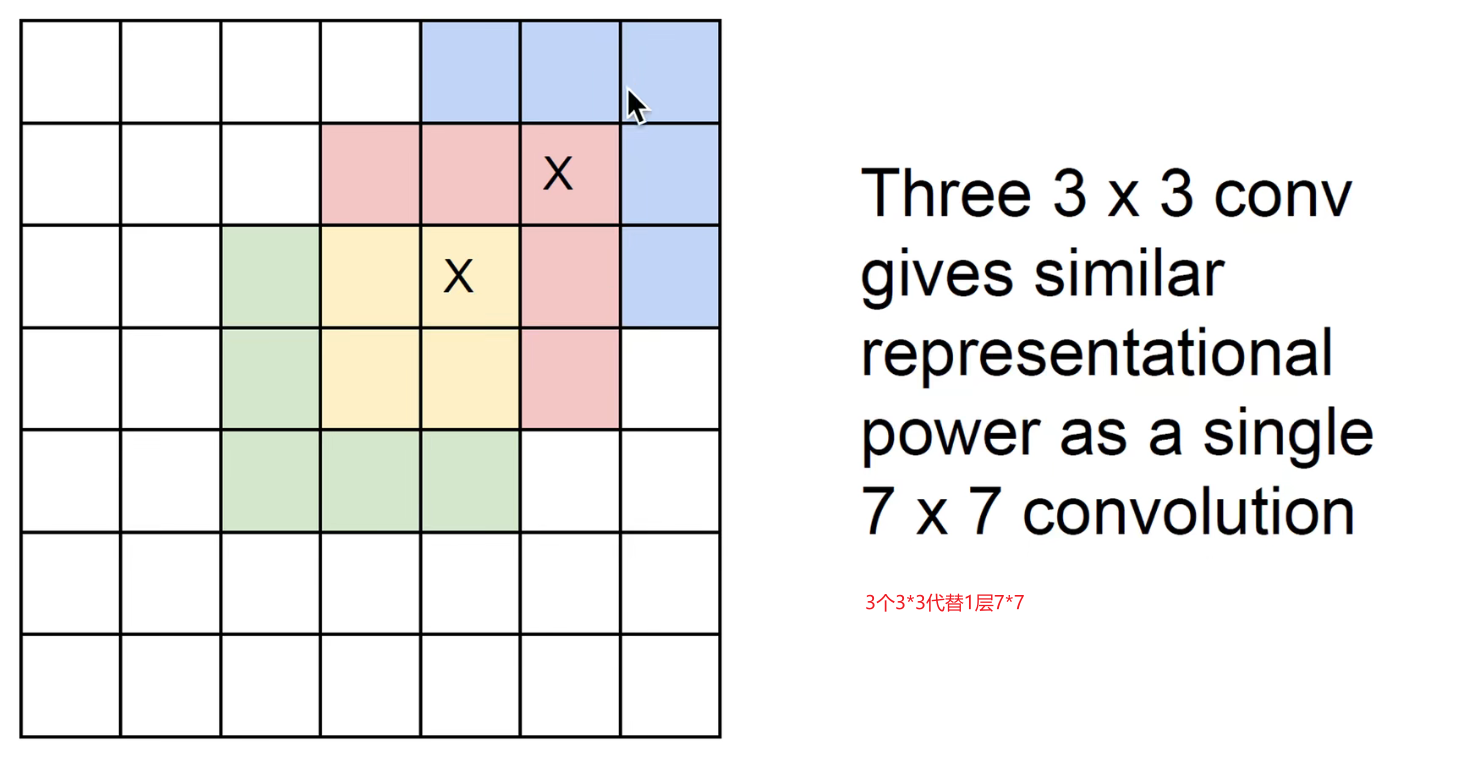 X
X
Three 3 x 3 conv
gives similar
representational
power as a single
7 x 7 convolution
3个3*3代替1层7*7